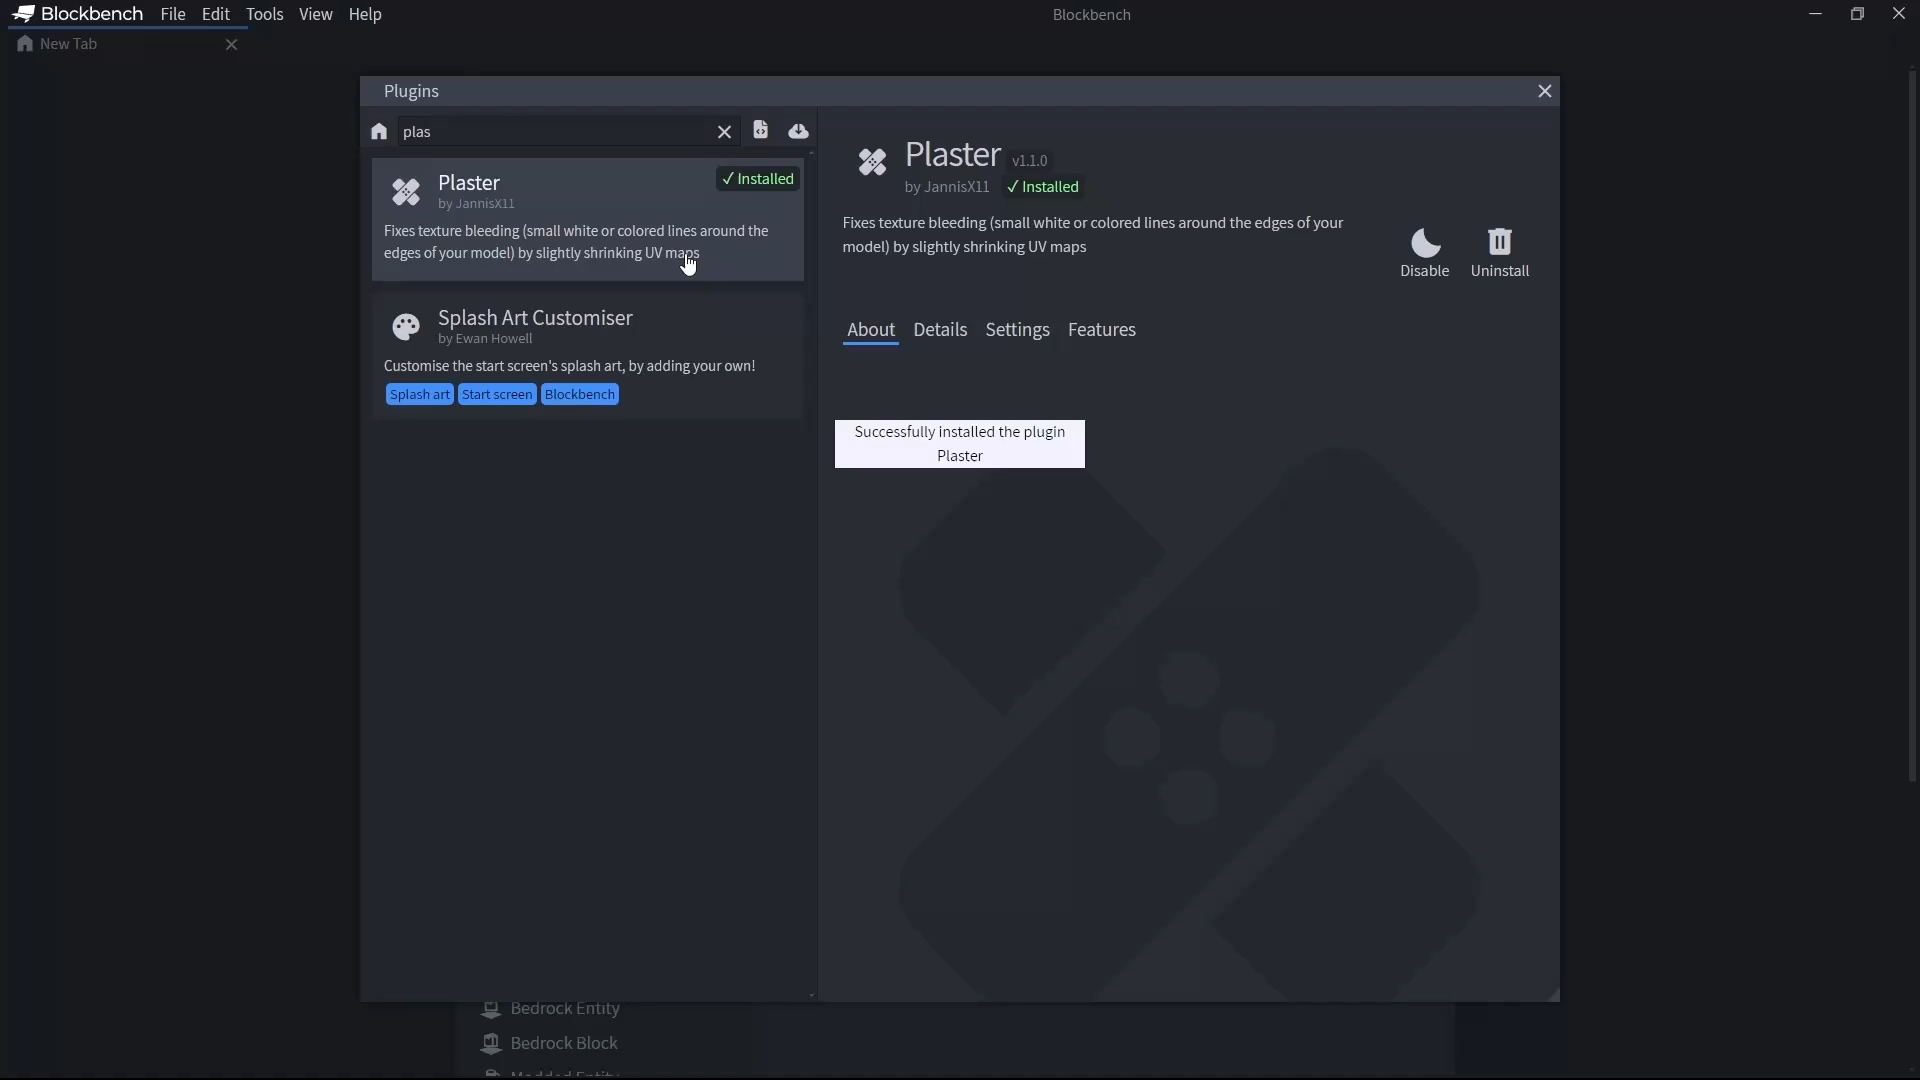 Blockbench File Edit Tools View Help
Blockbench
New Tab
Plugins
plas
Plaster
✓ Installed
by JannisX11
Fixes texture bleeding (small white or colored lines around the
edges of your model) by slightly shrinking UV maps
Splash Art Customiser
by Ewan Howell
Customise the start screen's splash art, by adding your own!
Splash art Start screen Blockbench
Plaster v1.1.0
by JannisX11 ✓ Installed
Fixes texture bleeding (small white or colored lines around the edges of your
model) by slightly shrinking UV maps
Disable Uninstall
About Details Settings Features
Successfully installed the plugin
Plaster
Bedrock Entity
Bedrock Block
Modded Entity